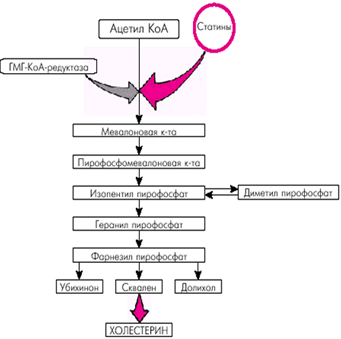 Ацетил КоА
Статины
ГМГ-КоА-редуктаза
Мевалоновая к-та
Пирофосфомевалоновая к-та
Изопентил пирофосфат
Диметил пирофосфат
Геранил пирофосфат
Фарнезил пирофосфат
Убихинон
Сквален
Долихол
ХОЛЕСТЕРИН